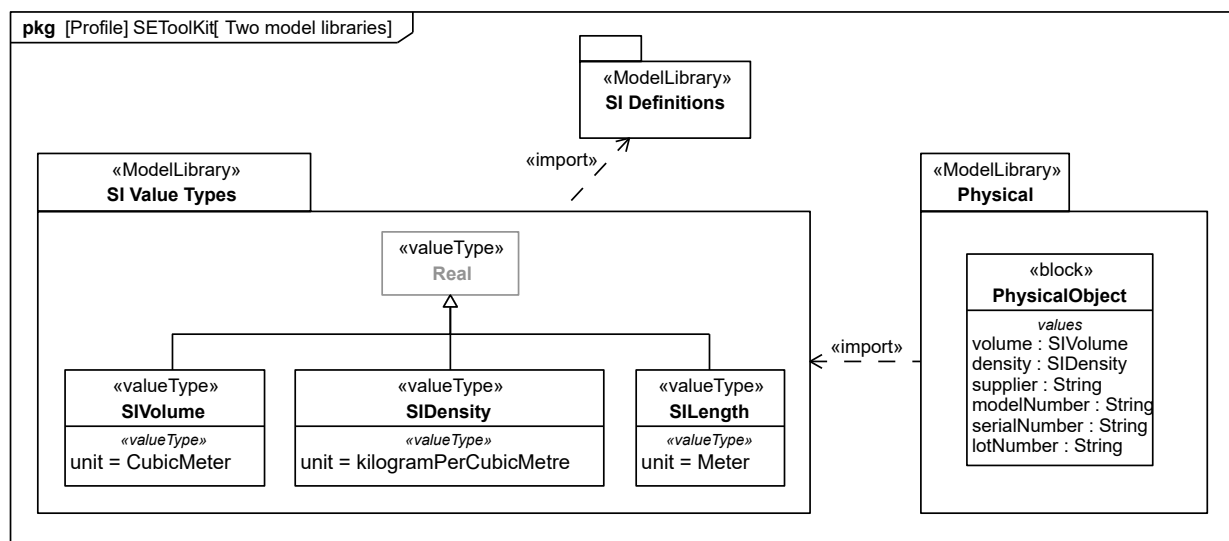 pkg [Profile] SEToolKit[ Two model libraries]
«ModelLibrary»
SI Definitions
«import»
«ModelLibrary»
SI Value Types
«valueType»
Real
«valueType»
SIVolume
«valueType»
unit = CubicMeter
«valueType»
SIDensity
«valueType»
unit = kilogramPerCubicMetre
«valueType»
SILength
«valueType»
unit = Meter
«import»
«ModelLibrary»
Physical
«block»
PhysicalObject
values
volume : SIVolume
density : SIDensity
supplier : String
modelNumber : String
serialNumber : String
lotNumber : String